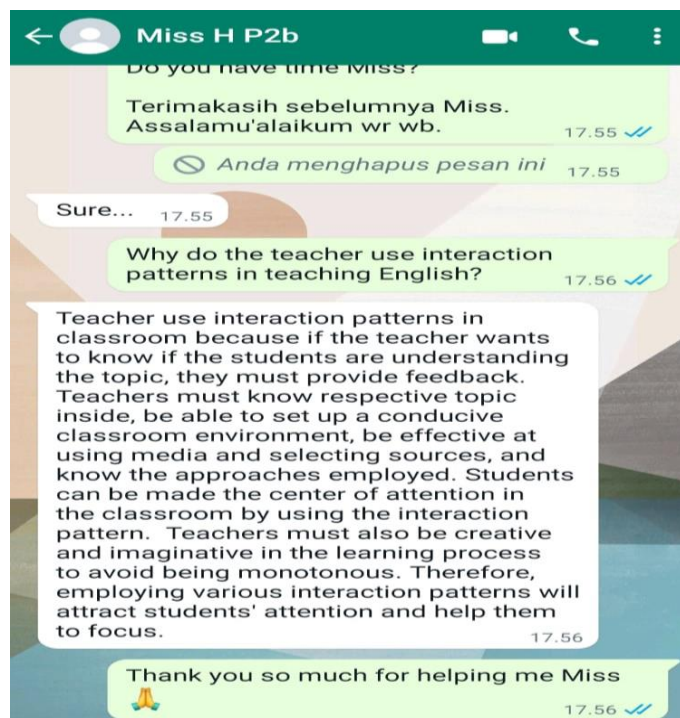 Miss H P2b
Do you have time Miss?
Terimakasih sebelumnya Miss.
Assalamu'alaikum wr wb.
17.55
Anda menghapus pesan ini 17.55
Sure... 17.55
Why do the teacher use interaction
patterns in teaching English?
17.56
Teacher use interaction patterns in
classroom because if the teacher wants
to know if the students are understanding
the topic, they must provide feedback.
Teachers must know respective topic
inside, be able to set up a conducive
classroom environment, be effective at
using media and selecting sources, and
know the approaches employed. Students
can be made the center of attention in
the classroom by using the interaction
pattern. Teachers must also be creative
and imaginative in the learning process
to avoid being monotonous. Therefore,
employing various interaction patterns will
attract students' attention and help them
to focus.
17.56
Thank you so much for helping me Miss
🙏
17.56